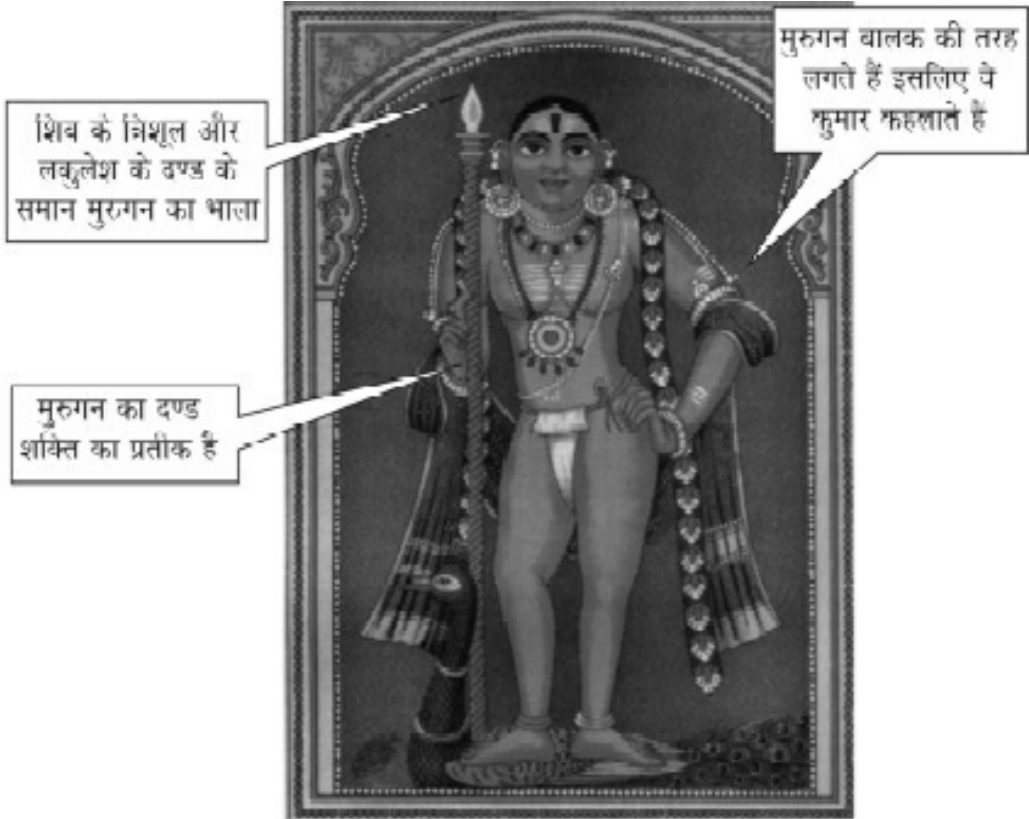 शिव के त्रिशूल और
लकुलेश के दण्ड के
समान मुरुगन का भाला
मुरुगन बालक की तरह
लगते हैं इसलिए वे
कुमार कहलाते हैं
मुरुगन का दण्ड
शक्ति का प्रतीक है